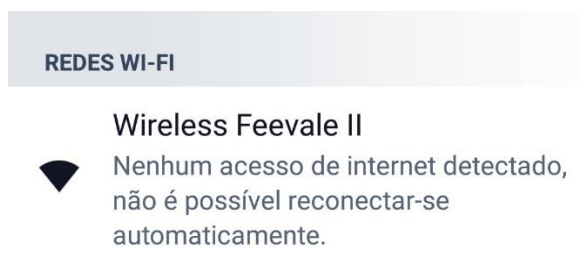 REDES WI-FI
Wireless Feevale II
Nenhum acesso de internet detectado,
não é possível reconectar-se
automaticamente.